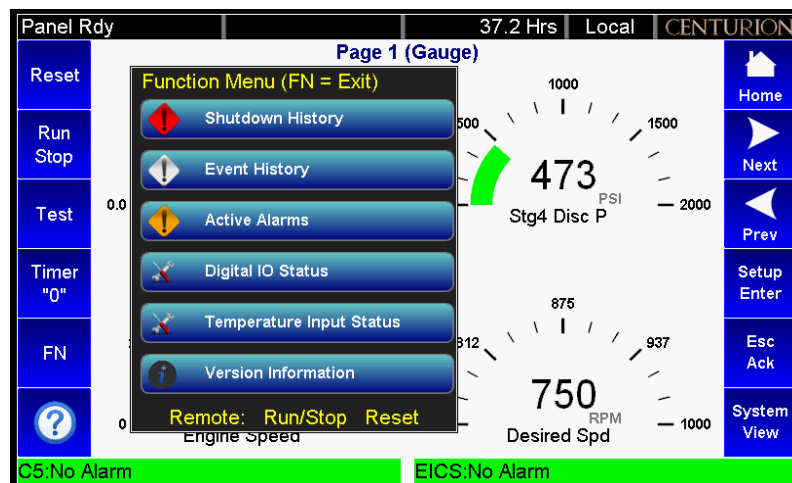 Panel Rdy 37.2 Hrs Local CENTURION
Page 1 (Gauge)
Reset
Run
Stop
Test
Timer
"0"
FN
?
Function Menu (FN = Exit)
Shutdown History
Event History
Active Alarms
Digital IO Status
Temperature Input Status
Version Information
Remote: Run/Stop Reset
0.0
0
Engine Speed
500
1000
1500
2000
473
PSI
Stg4 Disc P
812
875
937
1000
750
RPM
Desired Spd
Home
Next
Prev
Setup
Enter
Esc
Ack
System
View
C5:No Alarm
EICS:No Alarm